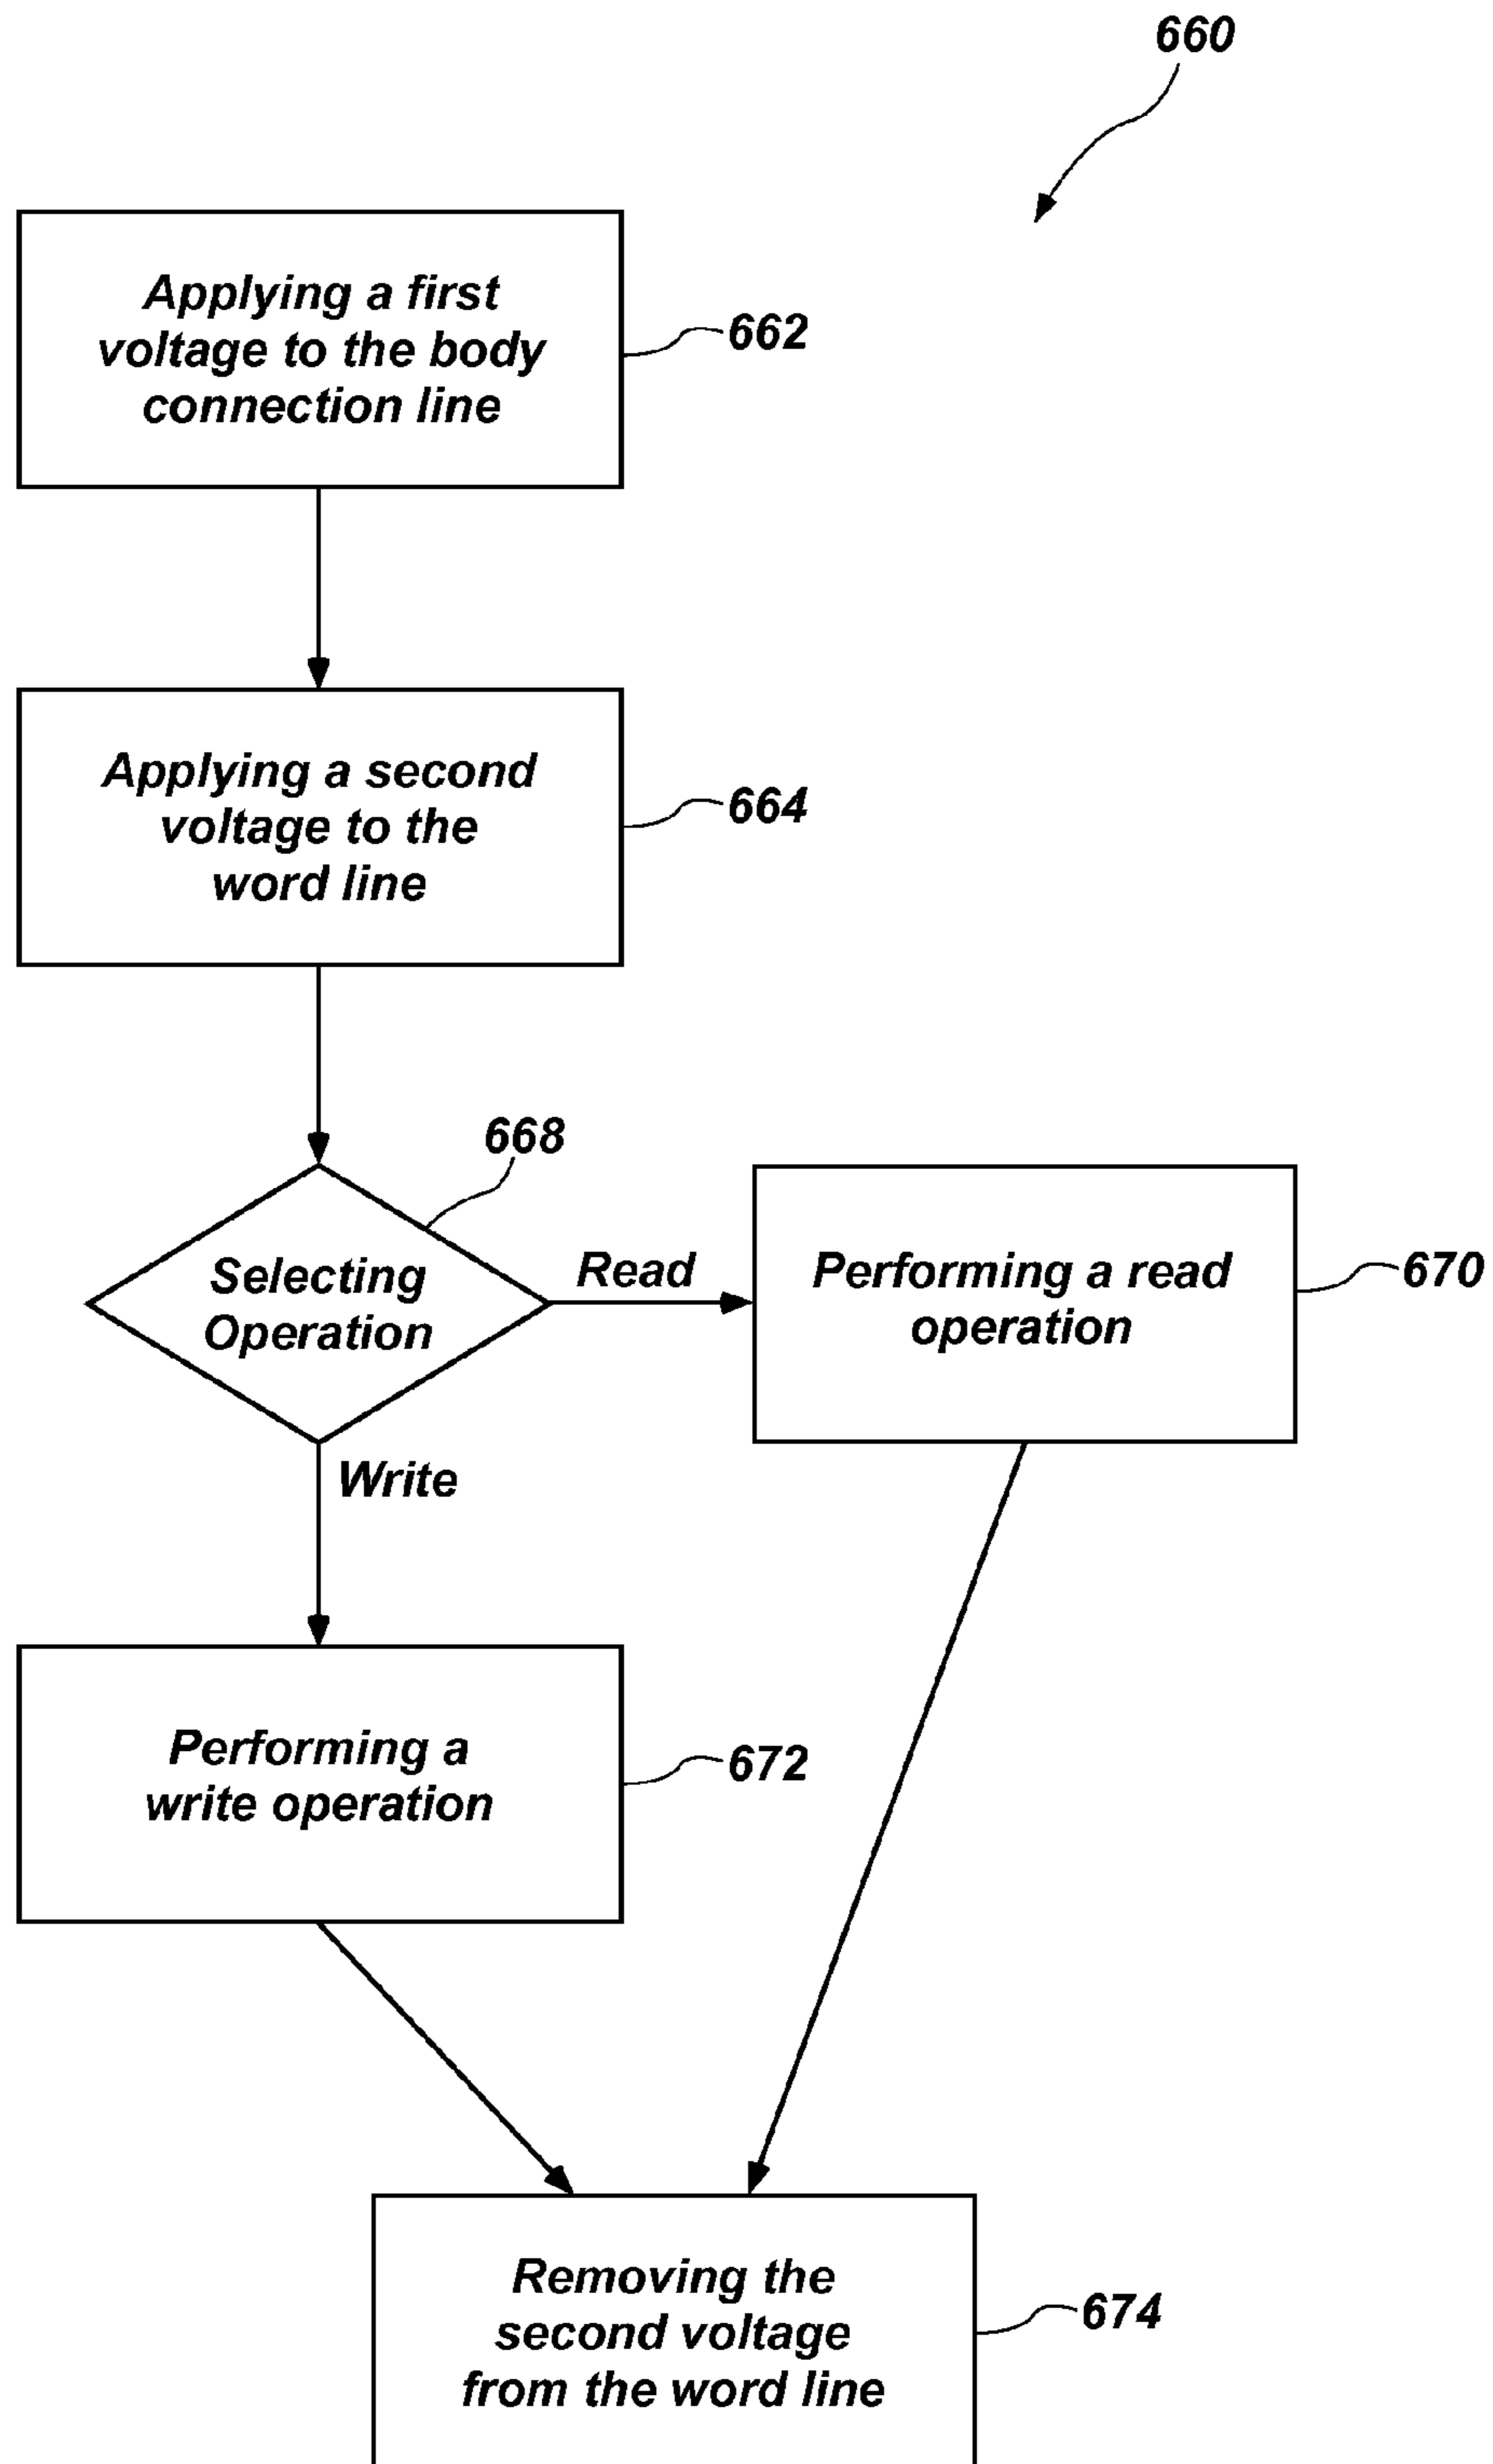 660
Applying a first
voltage to the body
connection line
662
Applying a second
voltage to the
word line
664
668
Selecting
Operation
Read
Performing a read
operation
670
Write
Performing a
write operation
672
Removing the
second voltage
from the word line
674